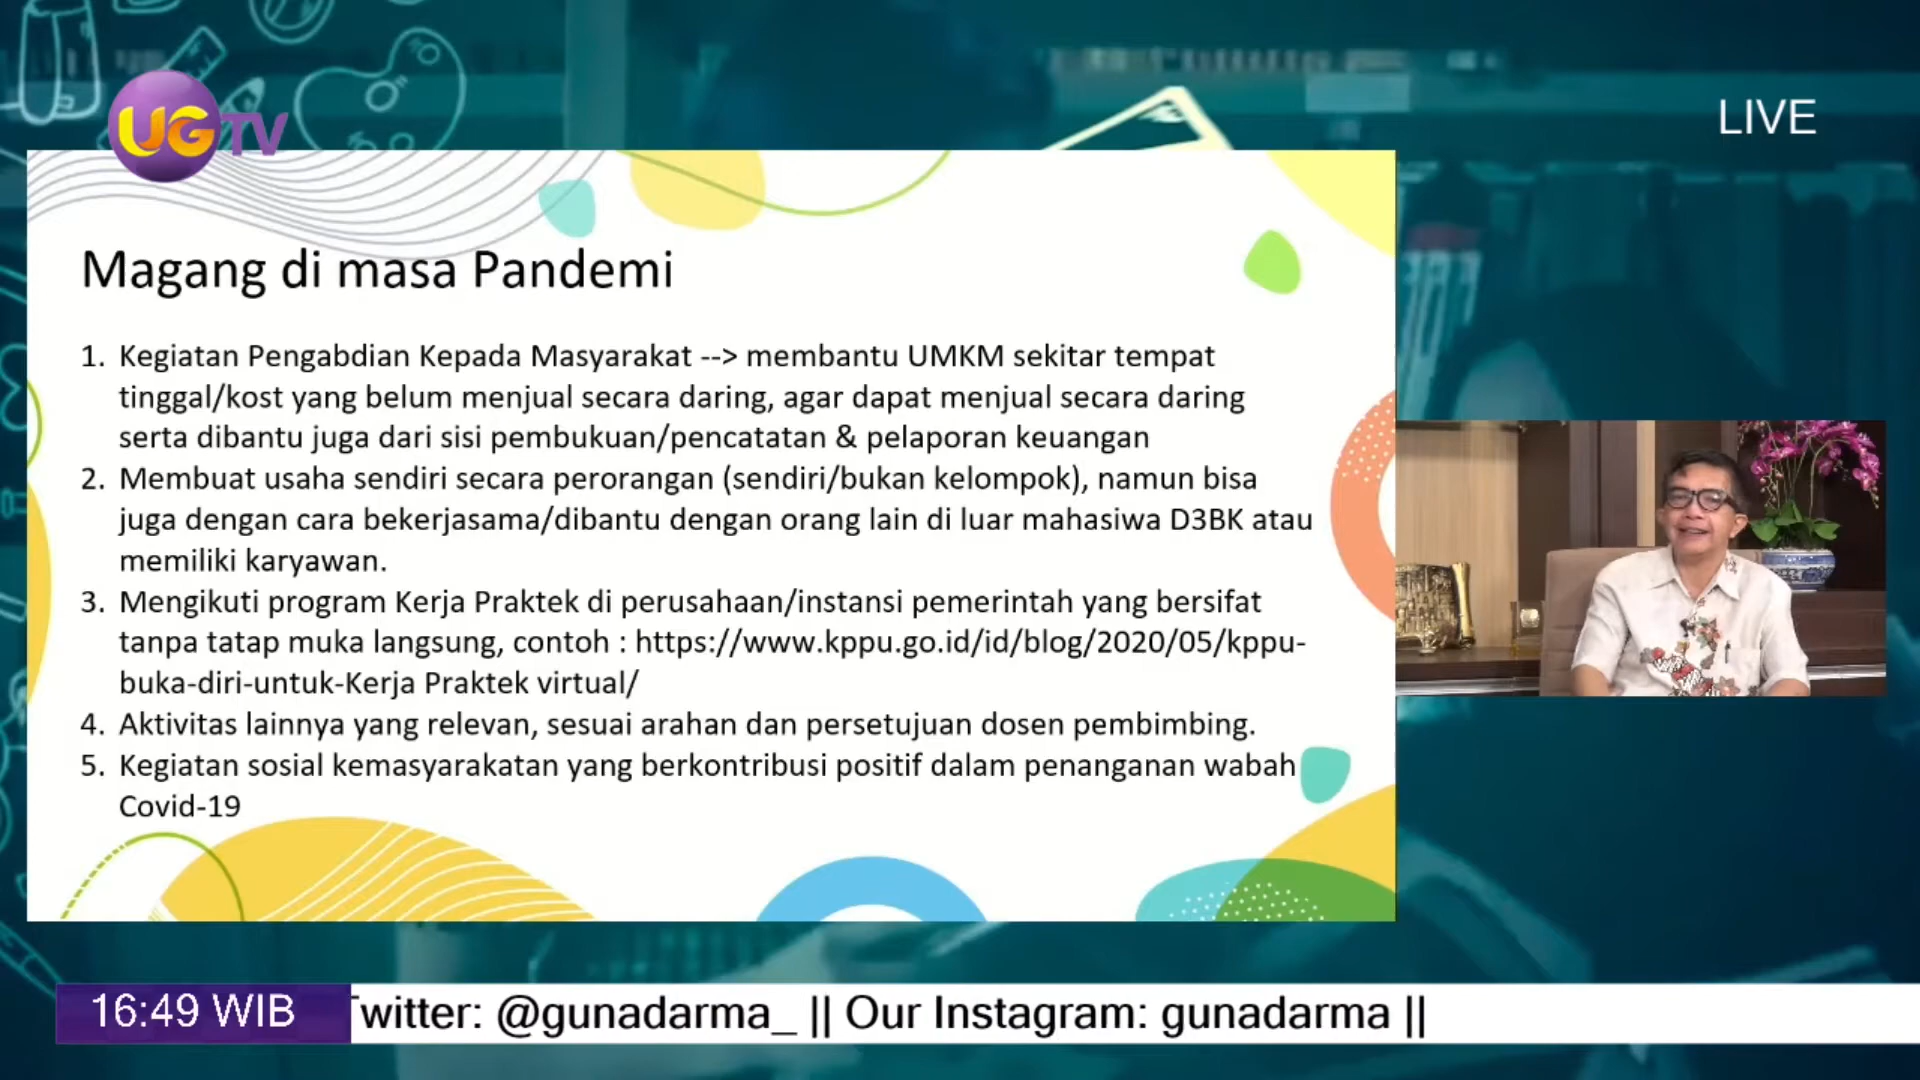 UGTV
LIVE
Magang di masa Pandemi
1. Kegiatan Pengabdian Kepada Masyarakat --> membantu UMKM sekitar tempat
tinggal/kost yang belum menjual secara daring, agar dapat menjual secara daring
serta dibantu juga dari sisi pembukuan/pencatatan & pelaporan keuangan
2. Membuat usaha sendiri secara perorangan (sendiri/bukan kelompok), namun bisa
juga dengan cara bekerjasama/dibantu dengan orang lain di luar mahasiwa D3BK atau
memiliki karyawan.
3. Mengikuti program Kerja Praktek di perusahaan/instansi pemerintah yang bersifat
tanpa tatap muka langsung, contoh : https://www.kppu.go.id/id/blog/2020/05/kppu-
buka-diri-untuk-Kerja Praktek virtual/
4. Aktivitas lainnya yang relevan, sesuai arahan dan persetujuan dosen pembimbing.
5. Kegiatan sosial kemasyarakatan yang berkontribusi positif dalam penanganan wabah
Covid-19
16:49 WIB
Twitter: @gunadarma_ || Our Instagram: gunadarma ||